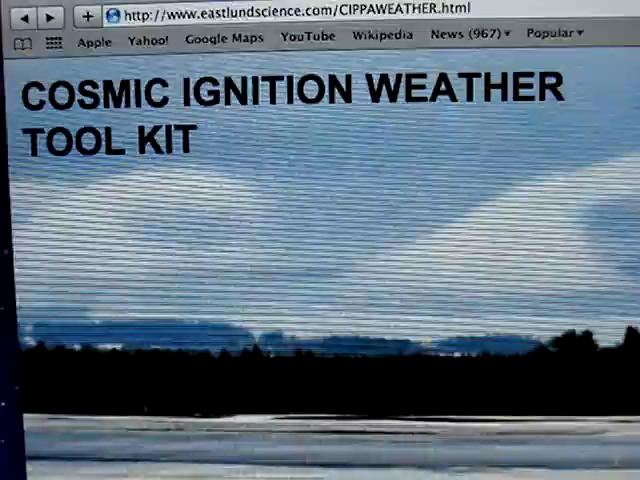 http://www.eastlundscience.com/CIPPAWEATHER.html
Apple Yahoo! Google Maps YouTube Wikipedia News (967) Popular
COSMIC IGNITION WEATHER
TOOL KIT